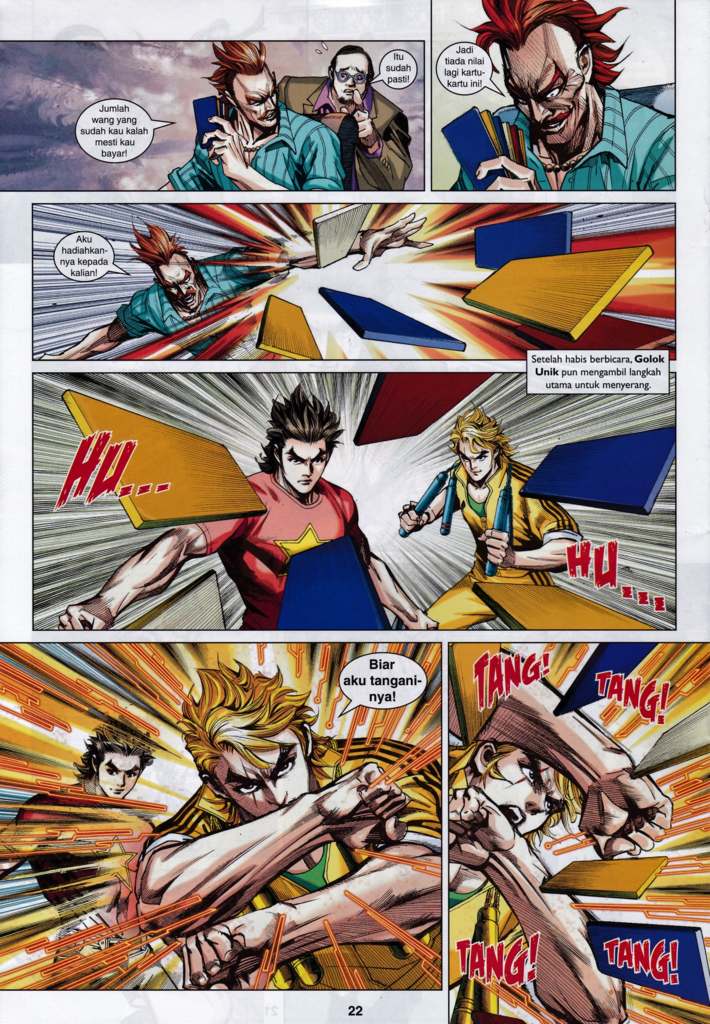 Jumlah
wang yang
sudah kau kalah
mesti kau
bayar!
Itu
sudah
pasti!
Jadi
tiada nilai
lagi kartu-
kartu ini!
Aku
hadiahkan-
nya kepada
kalian!
Setelah habis berbicara, Golok
Unik pun mengambil langkah
utama untuk menyerang.
HU...
HU...
Biar
aku tangani-
nya!
TANG!
TANG!
TANG!
TANG!
22